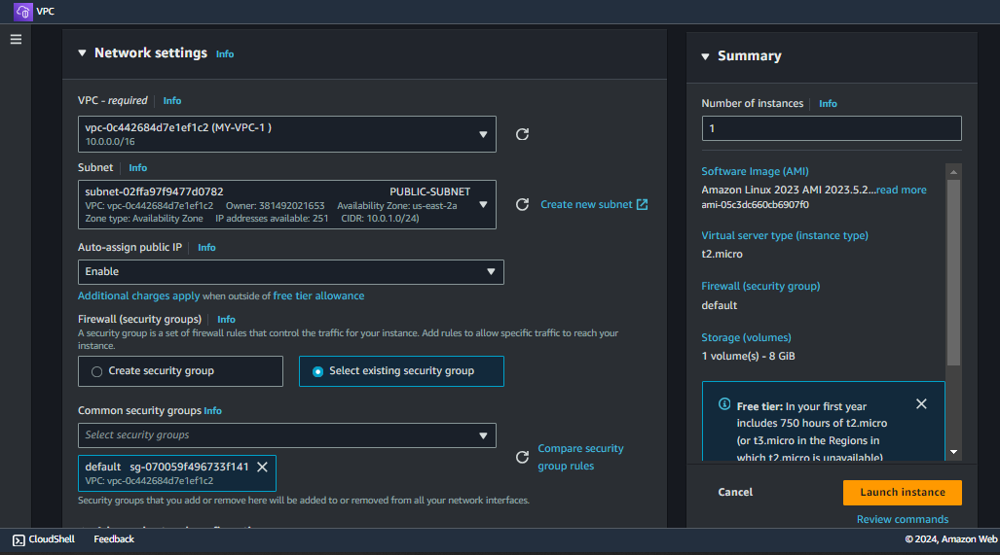 VPC
Network settings Info
VPC - required Info
vpc-0c442684d7e1ef1c2 (MY-VPC-1 )
10.0.0.0/16
Subnet Info
subnet-02ffa97f9477d0782 PUBLIC-SUBNET
VPC: vpc-0c442684d7e1ef1c2 Owner: 381492021653 Availability Zone: us-east-2a
Zone type: Availability Zone IP addresses available: 251 CIDR: 10.0.1.0/24)
Create new subnet
Auto-assign public IP Info
Enable
Additional charges apply when outside of free tier allowance
Firewall (security groups) Info
A security group is a set of firewall rules that control the traffic for your instance. Add rules to allow specific traffic to reach your
instance.
Create security group
Select existing security group
Common security groups Info
Select security groups
Compare security
group rules
default sg-070059f496733f141
VPC: vpc-0c442684d7e1ef1c2
Security groups that you add or remove here will be added to or removed from all your network interfaces.
Summary
Number of instances Info
1
Software Image (AMI)
Amazon Linux 2023 AMI 2023.5.2...read more
ami-05c3dc660cb6907f0
Virtual server type (instance type)
t2.micro
Firewall (security group)
default
Storage (volumes)
1 volume(s) - 8 GiB
Free tier: In your first year
includes 750 hours of t2.micro
(or t3.micro in the Regions in
which t2.micro is unavailable)
Cancel
Launch instance
Review commands
CloudShell Feedback
© 2024, Amazon Web